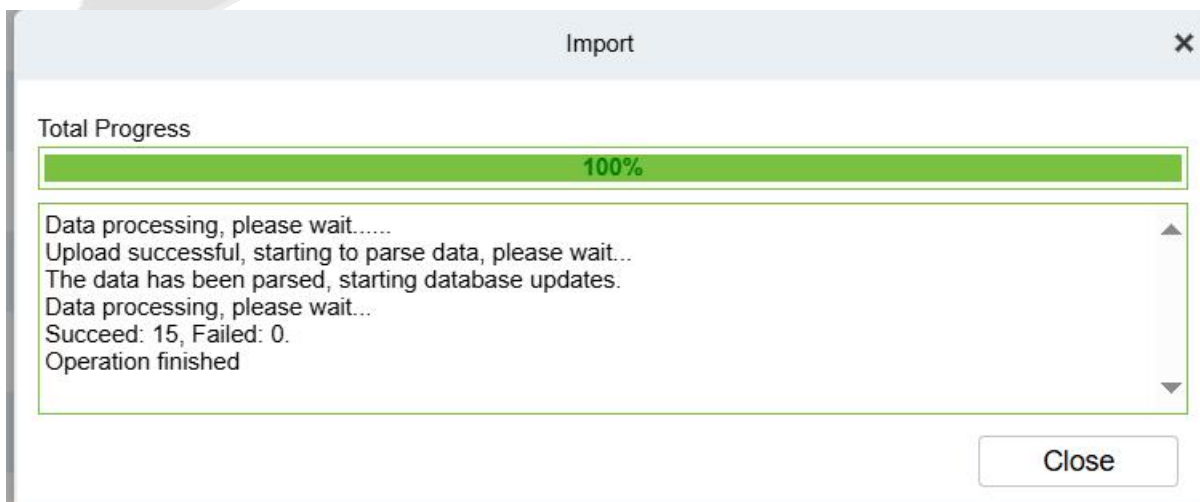 Import
Total Progress
100%
Data processing, please wait......
Upload successful, starting to parse data, please wait...
The data has been parsed, starting database updates.
Data processing, please wait...
Succeed: 15, Failed: 0.
Operation finished
Close